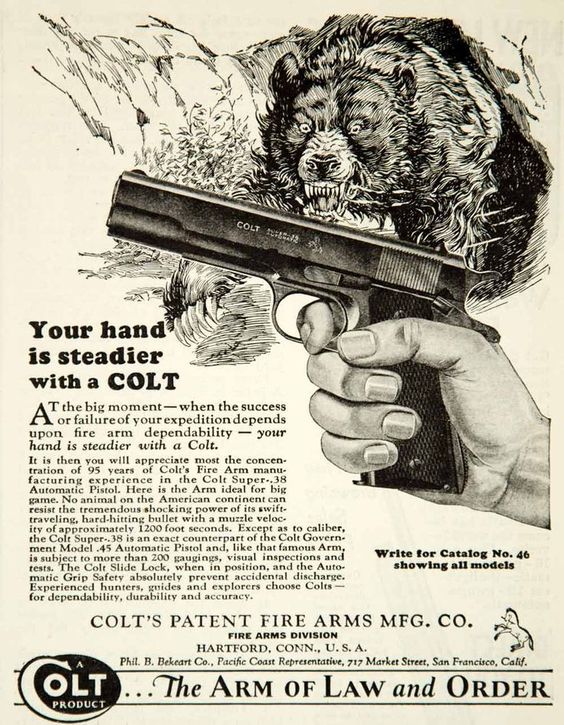 COLT SUPER .38
AUTOMATIC
Your hand
is steadier
with a COLT
AT the big moment—when the success
or failure of your expedition depends
upon fire arm dependability—your
hand is steadier with a Colt.
It is then you will appreciate most the concen-
tration of 95 years of Colt's Fire Arm manu-
facturing experience in the Colt Super-.38
Automatic Pistol. Here is the Arm ideal for big
game. No animal on the American continent can
resist the tremendous shocking power of its swift-
traveling, hard-hitting bullet with a muzzle veloc-
ity of approximately 1200 foot seconds. Except as to caliber,
the Colt Super-.38 is an exact counterpart of the Colt Govern-
ment Model .45 Automatic Pistol and, like that famous Arm,
is subject to more than 200 gaugings, visual inspections and
tests. The Colt Slide Lock, when in position, and the Auto-
matic Grip Safety absolutely prevent accidental discharge.
Experienced hunters, guides and explorers choose Colts—
for dependability, durability and accuracy.
Write for Catalog No. 46
showing all models
COLT'S PATENT FIRE ARMS MFG. CO.
FIRE ARMS DIVISION
HARTFORD, CONN., U. S. A.
Phil. B. Bekeart Co., Pacific Coast Representative, 717 Market Street, San Francisco, Calif.
A
COLT
PRODUCT
...The ARM OF LAW and ORDER